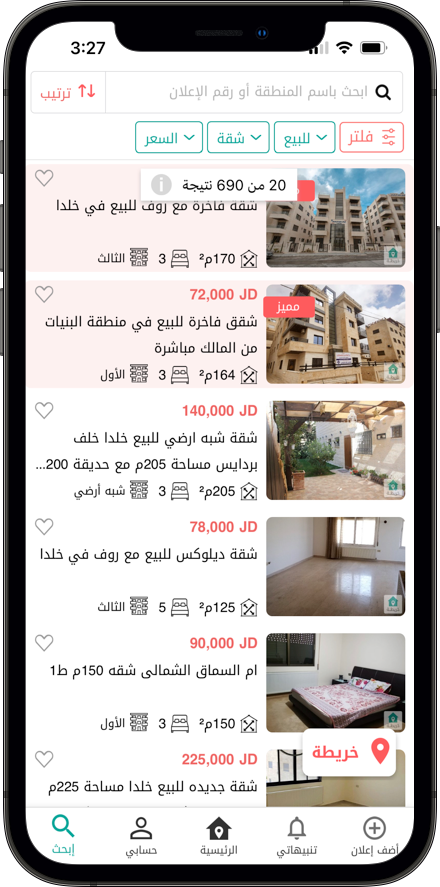 3:27
ابحث باسم المنطقة أو رقم الإعلان
ترتيب
فلتر
للبيع
شقة
السعر
20 من 690 نتيجة
شقة فاخرة مع روف للبيع في خلدا
170م²
3
الثالث
مميز
72,000 JD
شقق فاخرة للبيع في منطقة البنيات
من المالك مباشرة
164م²
3
الأول
140,000 JD
شقة شبه ارضي للبيع خلدا خلف
بردايس مساحة 205م مع حديقة 200...
205م²
3
شبه أرضي
78,000 JD
شقة ديلوكس للبيع مع روف في خلدا
125م²
5
الثالث
90,000 JD
ام السماق الشمالى شقه 150م ط1
150م²
3
الأول
225,000 JD
شقة جديده للبيع خلدا مساحة 225م
خريطة
أضف إعلان
تنبيهاتي
الرئيسية
حسابي
إبحث